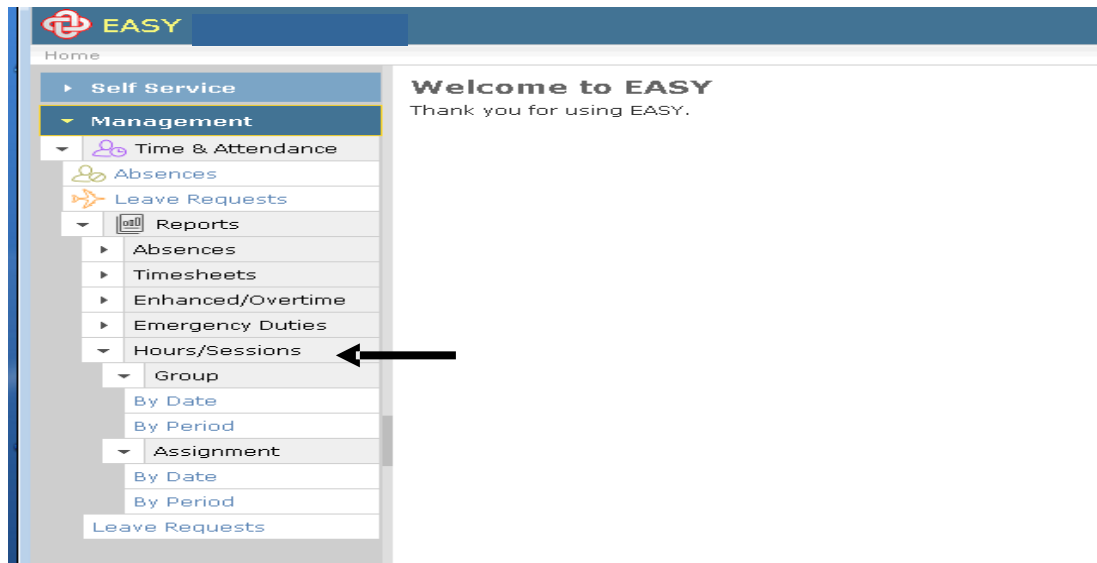 EASY
Home
Self Service
Welcome to EASY
Thank you for using EASY.
Management
Time & Attendance
Absences
Leave Requests
Reports
Absences
Timesheets
Enhanced/Overtime
Emergency Duties
Hours/Sessions
Group
By Date
By Period
Assignment
By Date
By Period
Leave Requests